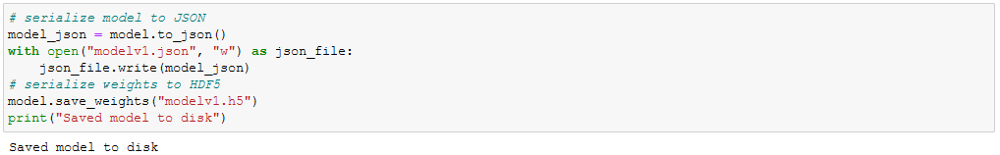 # serialize model to JSON
model_json = model.to_json()
with open("modelv1.json", "w") as json_file:
    json_file.write(model_json)
# serialize weights to HDF5
model.save_weights("modelv1.h5")
print("Saved model to disk")
Saved model to disk